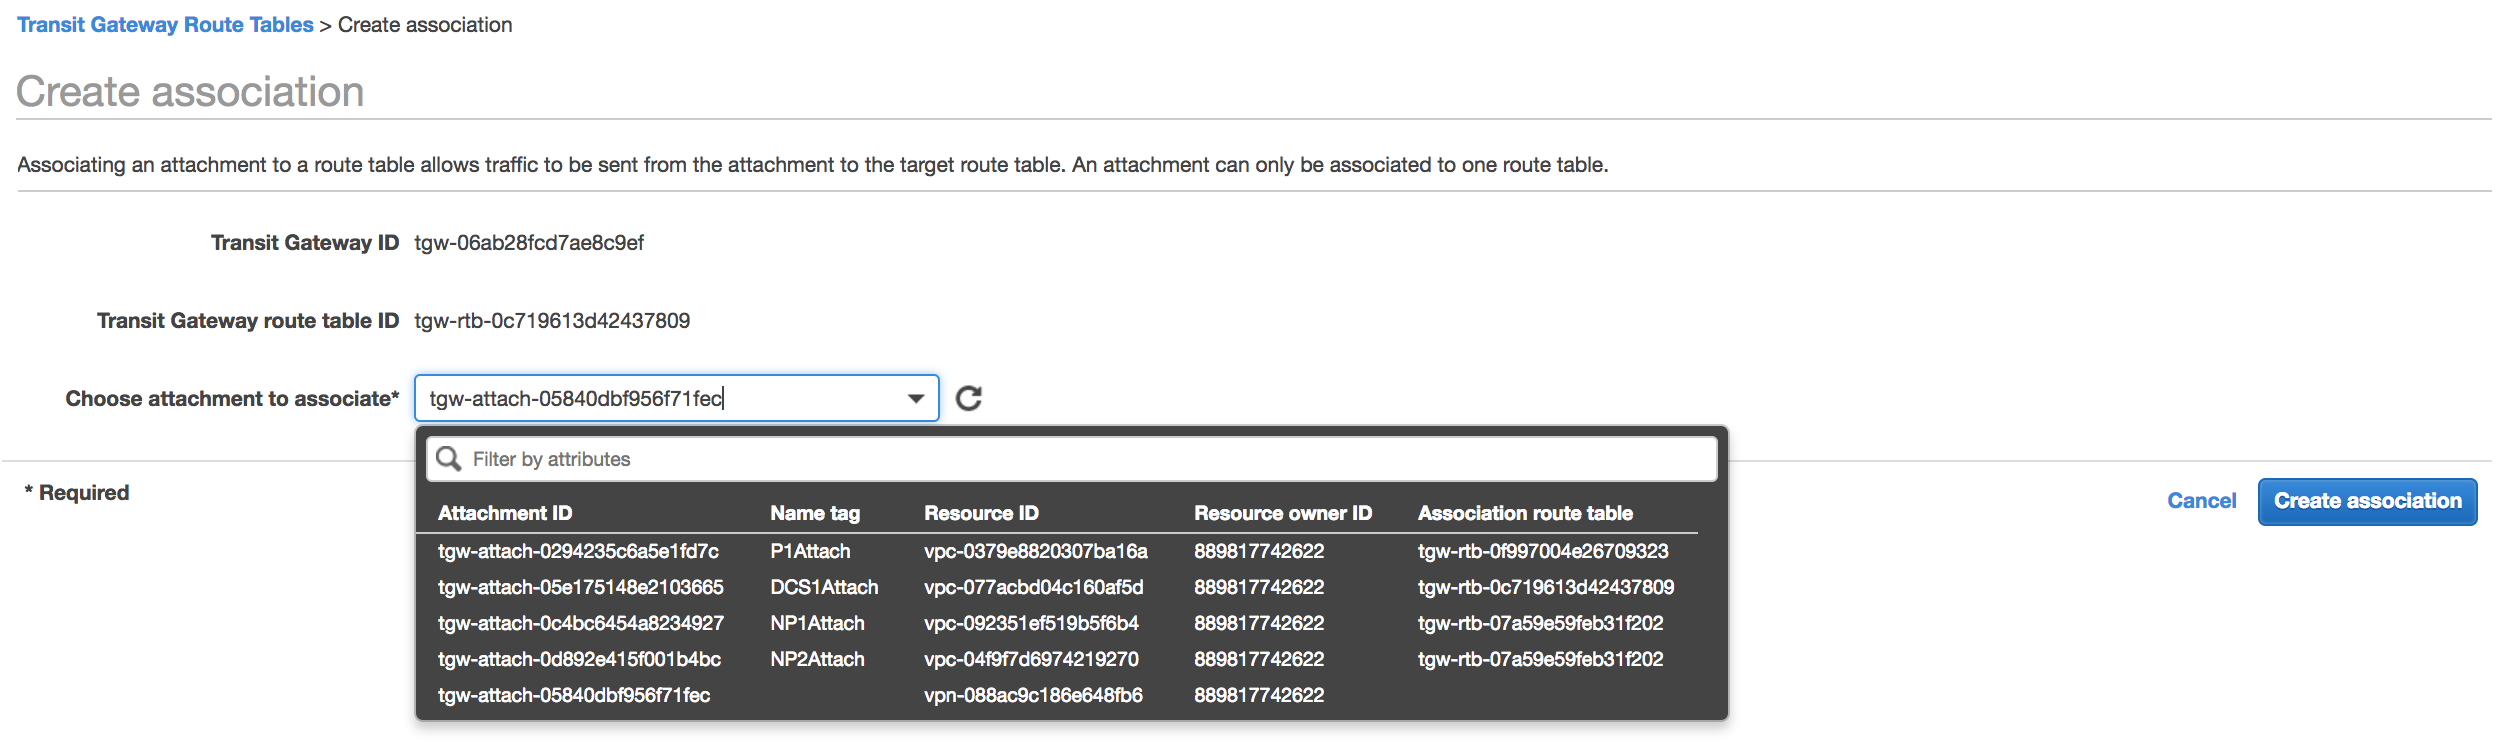 Transit Gateway Route Tables > Create association
Create association
Associating an attachment to a route table allows traffic to be sent from the attachment to the target route table. An attachment can only be associated to one route table.
Transit Gateway ID tgw-06ab28fcd7ae8c9ef
Transit Gateway route table ID tgw-rtb-0c719613d42437809
Choose attachment to associate* tgw-attach-05840dbf956f71fec
Filter by attributes
Attachment ID Name tag Resource ID Resource owner ID Association route table
tgw-attach-0294235c6a5e1fd7c P1Attach vpc-0379e8820307ba16a 889817742622 tgw-rtb-0f997004e26709323
tgw-attach-05e175148e2103665 DCS1Attach vpc-077acbd04c160af5d 889817742622 tgw-rtb-0c719613d42437809
tgw-attach-0c4bc6454a8234927 NP1Attach vpc-092351ef519b5f6b4 889817742622 tgw-rtb-07a59e59feb31f202
tgw-attach-0d892e415f001b4bc NP2Attach vpc-04f9f7d6974219270 889817742622 tgw-rtb-07a59e59feb31f202
tgw-attach-05840dbf956f71fec vpn-088ac9c186e648fb6 889817742622
* Required
Cancel Create association